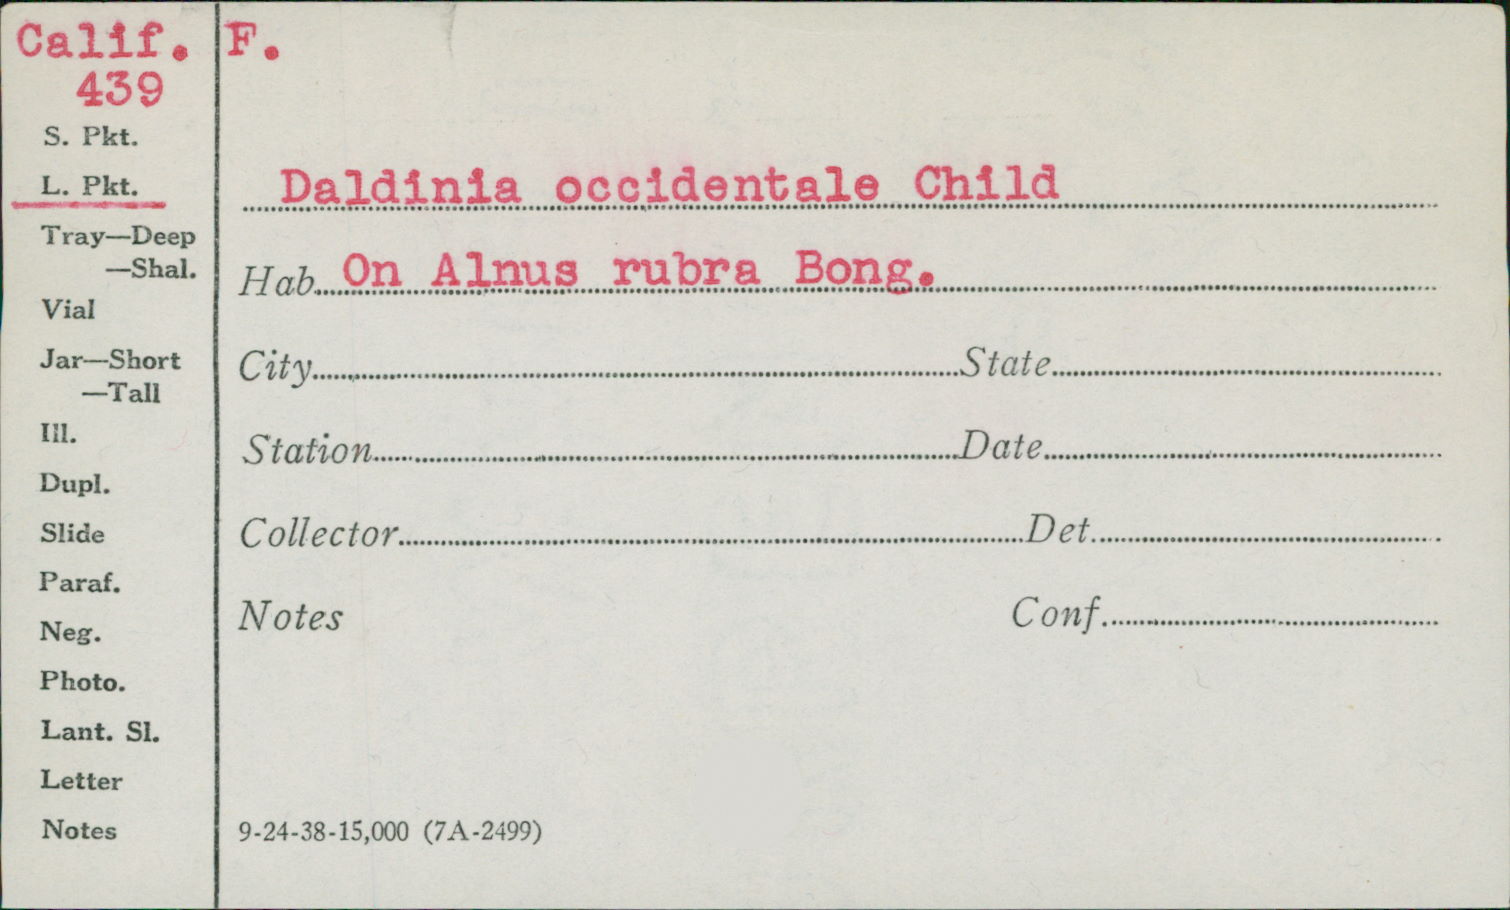 Calif. F.
439
S. Pkt.
L. Pkt.
Daldinia occidentale Child
Tray—Deep
—Shal.
Hab. On Alnus rubra Bong.
Vial
Jar—Short
—Tall
City State
Ill.
Station Date
Dupl.
Slide
Collector Det.
Paraf.
Neg.
Notes Conf.
Photo.
Lant. Sl.
Letter
Notes
9-24-38-15,000 (7A-2499)